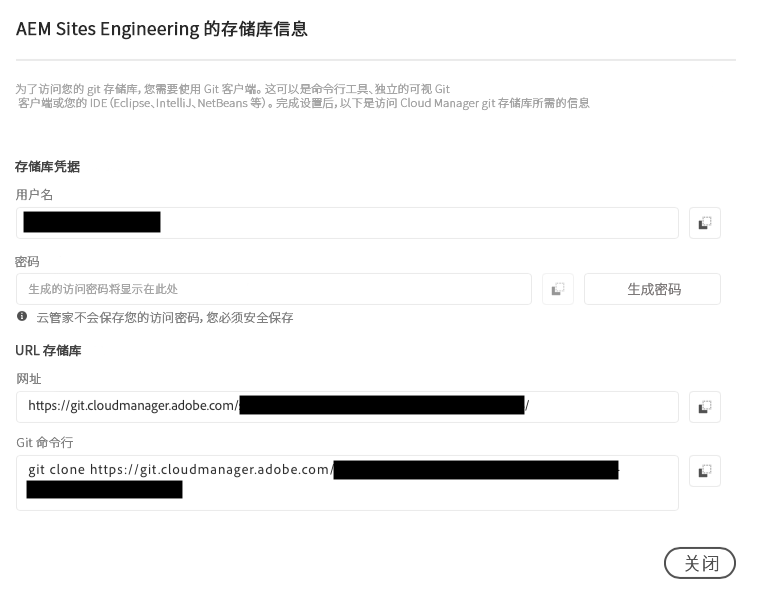 AEM Sites Engineering 的存储库信息
为了访问您的 git 存储库，您需要使用 Git 客户端。这可以是命令行工具、独立的可视 Git
客户端或您的 IDE（Eclipse、IntelliJ、NetBeans 等）。完成设置后，以下是访问 Cloud Manager git 存储库所需的信息
存储库凭据
用户名
密码
生成的访问密码将显示在此处
生成密码
云管家不会保存您的访问密码，您必须安全保存
URL 存储库
网址
https://git.cloudmanager.adobe.com/ /
Git 命令行
git clone https://git.cloudmanager.adobe.com/
关闭